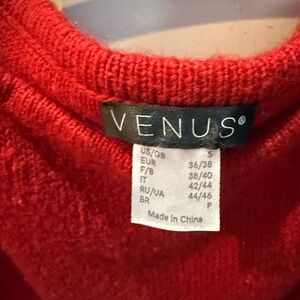 VENUS®
US/GB S
EUR 36/38
F/B 38/40
IT 42/44
RU/UA 44/46
BR P
Made in China